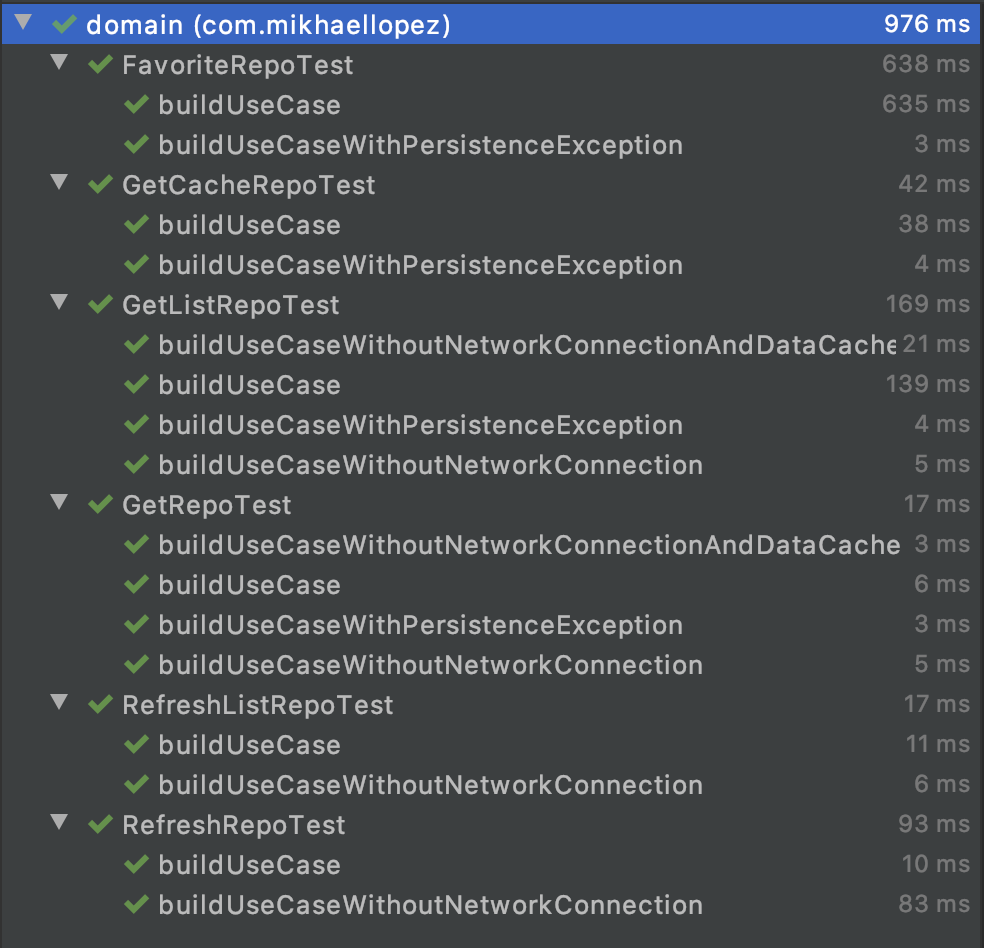 domain (com.mikhaellopez) 976 ms
FavoriteRepoTest 638 ms
buildUseCase 635 ms
buildUseCaseWithPersistenceException 3 ms
GetCacheRepoTest 42 ms
buildUseCase 38 ms
buildUseCaseWithPersistenceException 4 ms
GetListRepoTest 169 ms
buildUseCaseWithoutNetworkConnectionAndDataCache 21 ms
buildUseCase 139 ms
buildUseCaseWithPersistenceException 4 ms
buildUseCaseWithoutNetworkConnection 5 ms
GetRepoTest 17 ms
buildUseCaseWithoutNetworkConnectionAndDataCache 3 ms
buildUseCase 6 ms
buildUseCaseWithPersistenceException 3 ms
buildUseCaseWithoutNetworkConnection 5 ms
RefreshListRepoTest 17 ms
buildUseCase 11 ms
buildUseCaseWithoutNetworkConnection 6 ms
RefreshRepoTest 93 ms
buildUseCase 10 ms
buildUseCaseWithoutNetworkConnection 83 ms